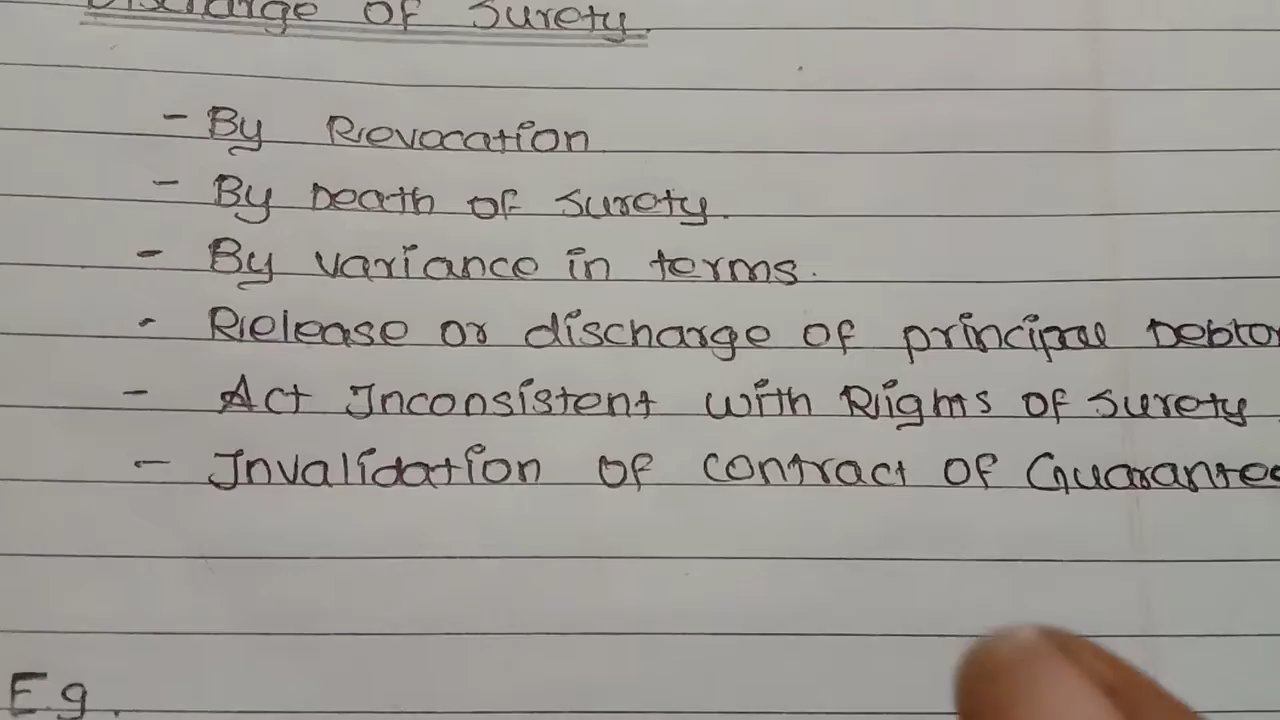 Discharge of Surety.
- By Revocation
- By Death of Surety.
- By variance in terms.
- Release or discharge of principal Debtor
- Act Inconsistent with Rights of Surety.
- Invalidation of contract of Guarantee
E.g.